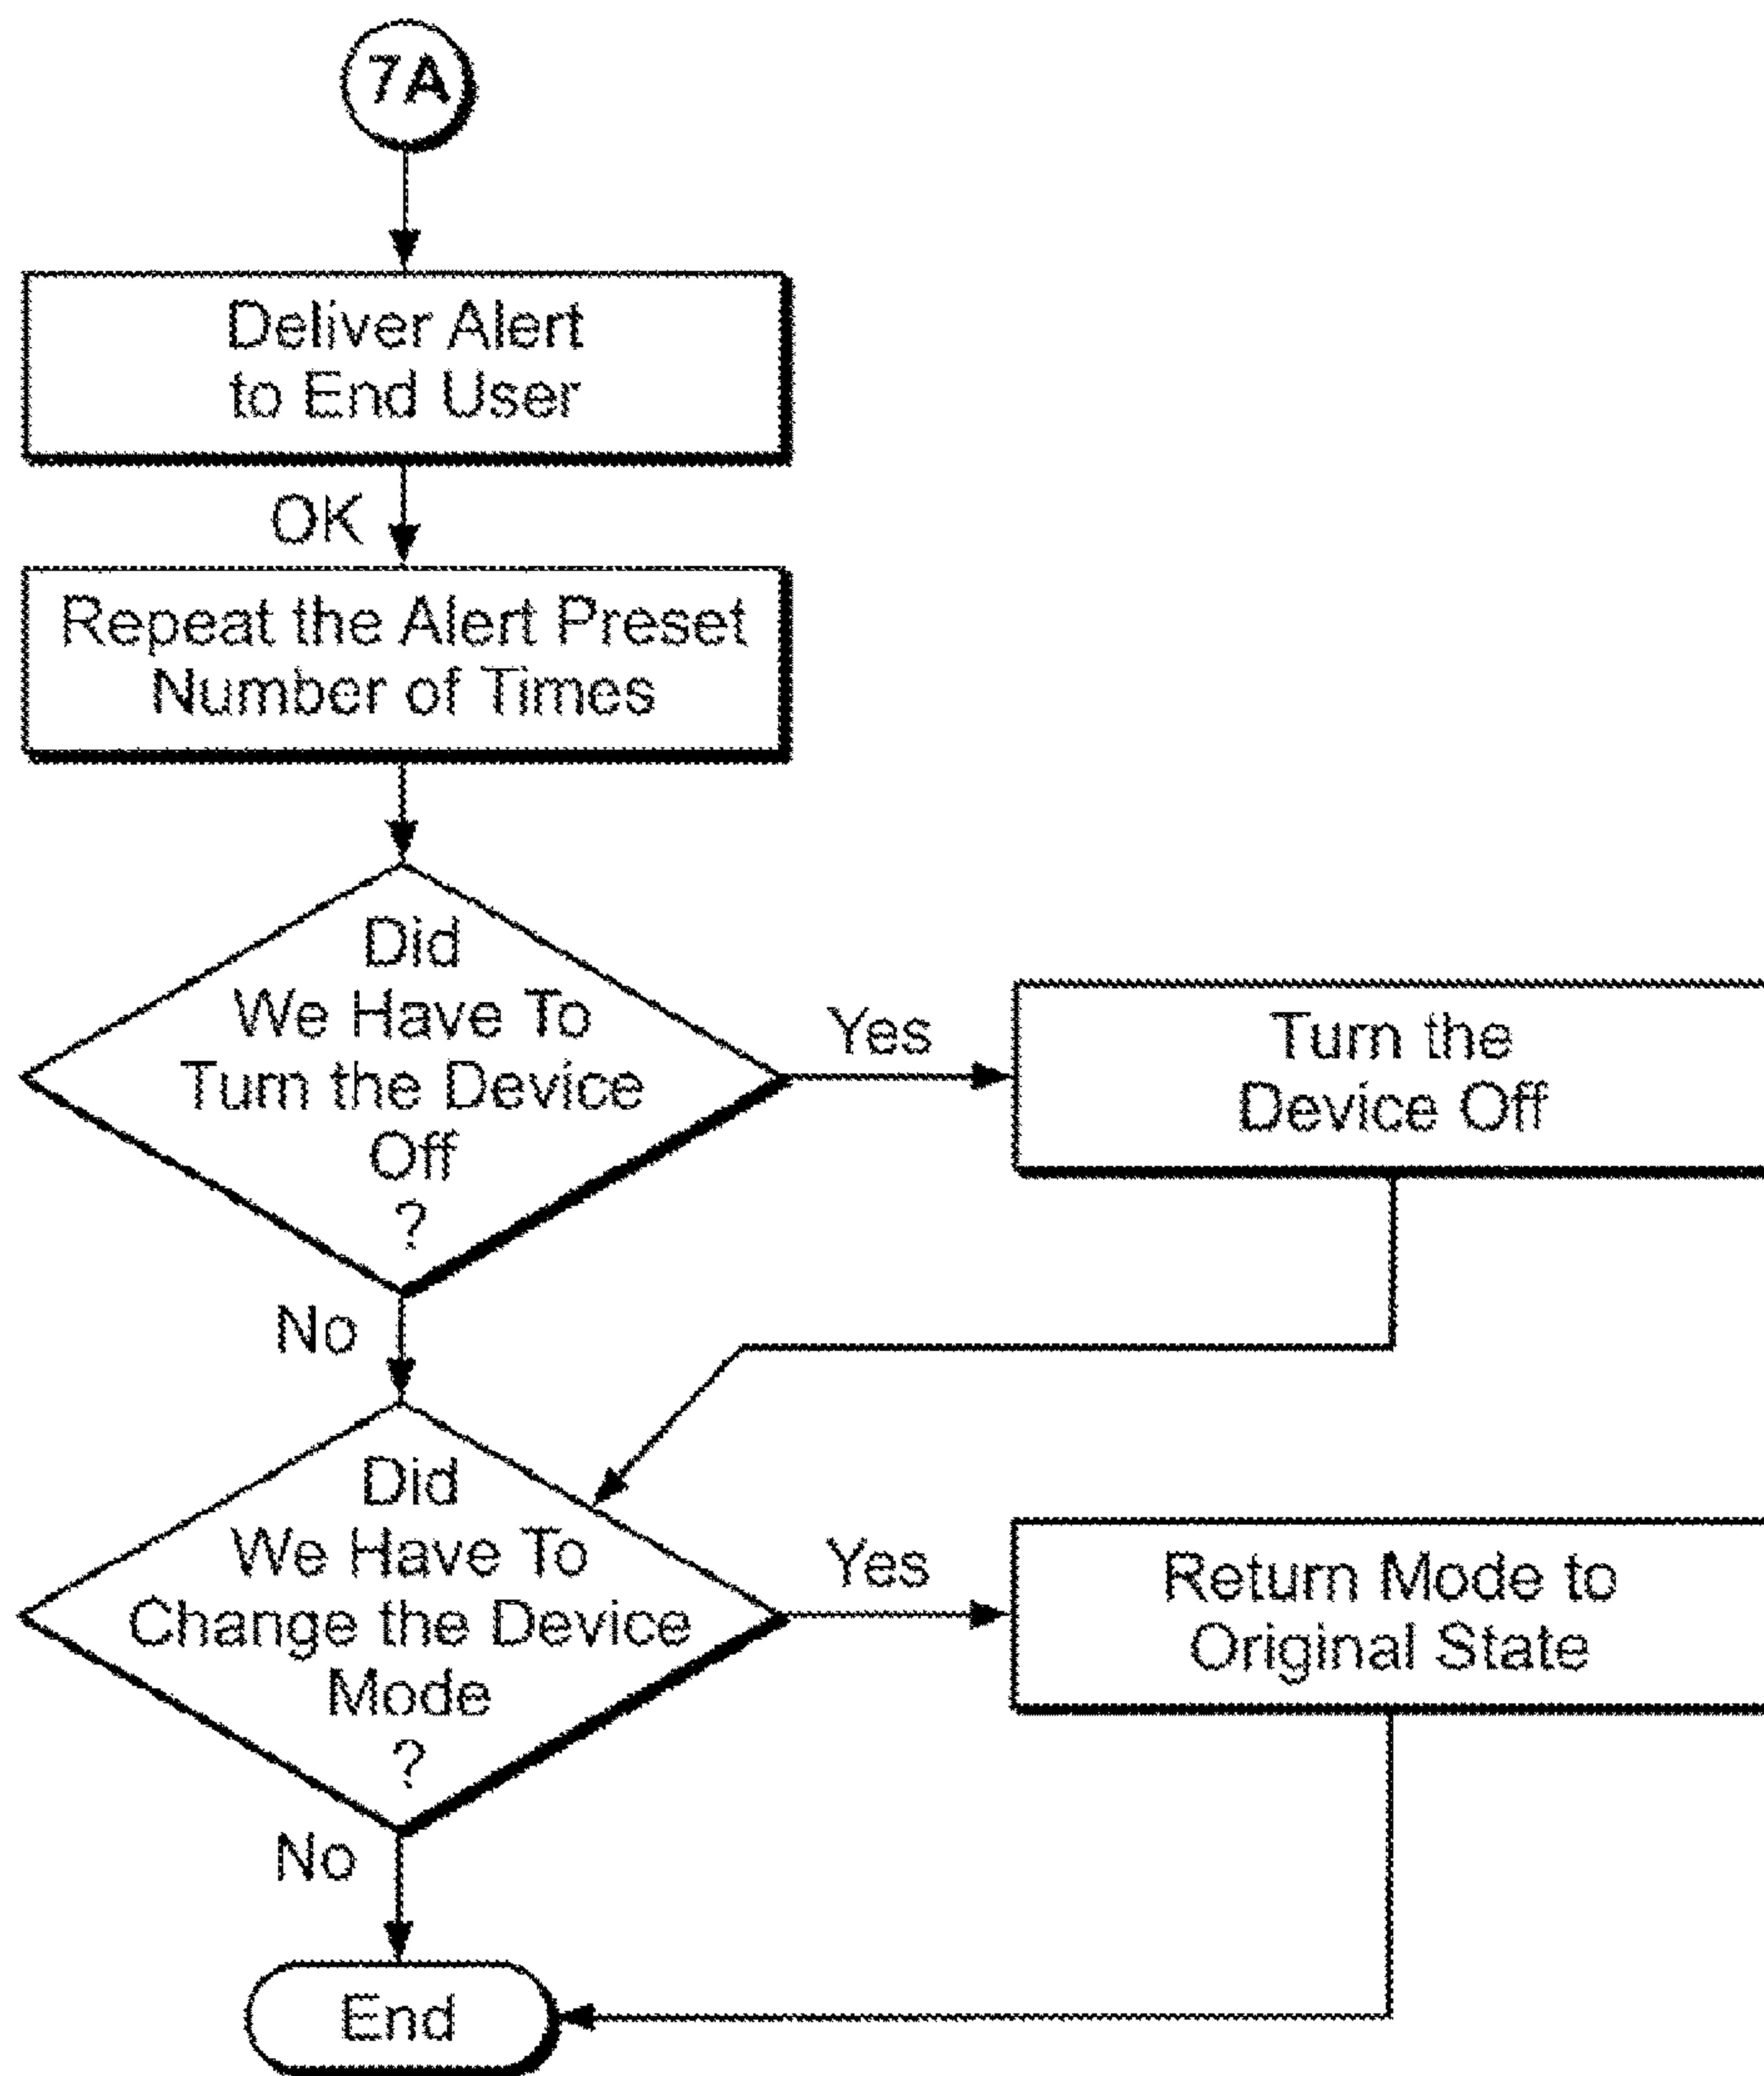 7A
Deliver Alert
to End User
OK
Repeat the Alert Preset
Number of Times
Did
We Have To
Turn the Device
Off
?
Yes
Turn the
Device Off
No
Did
We Have To
Change the Device
Mode
?
Yes
Return Mode to
Original State
No
End